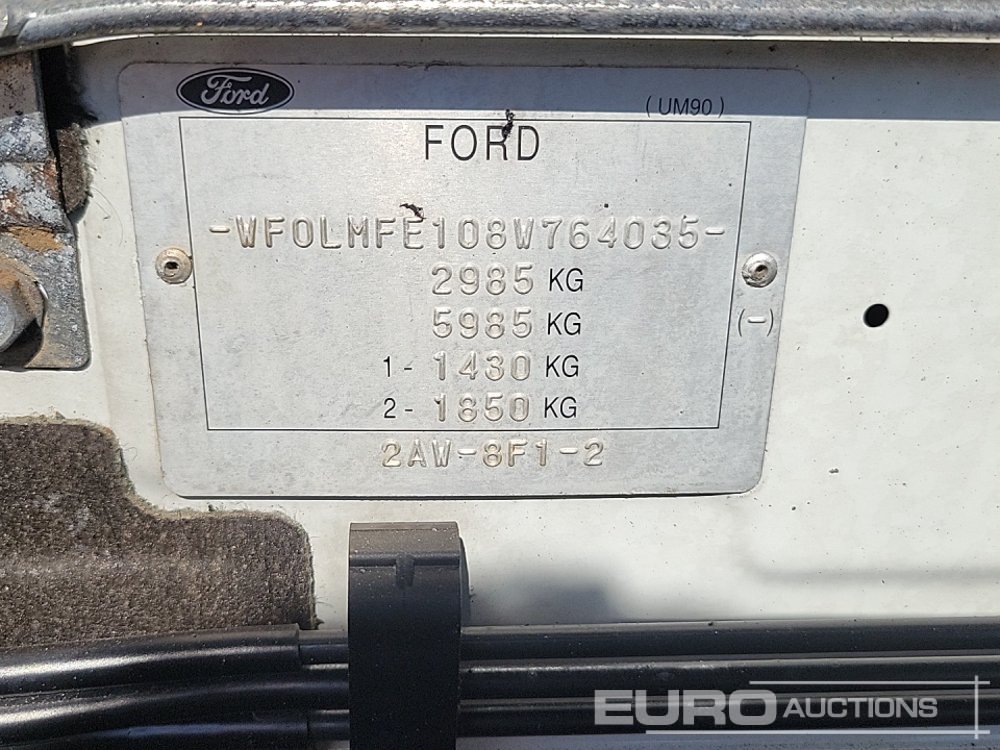 Ford
( UM90 )
FORD
-WF0LMFE108W764035-
2985 KG
5985 KG
(-)
1- 1430 KG
2- 1850 KG
2AW-8F1-2
EURO AUCTIONS